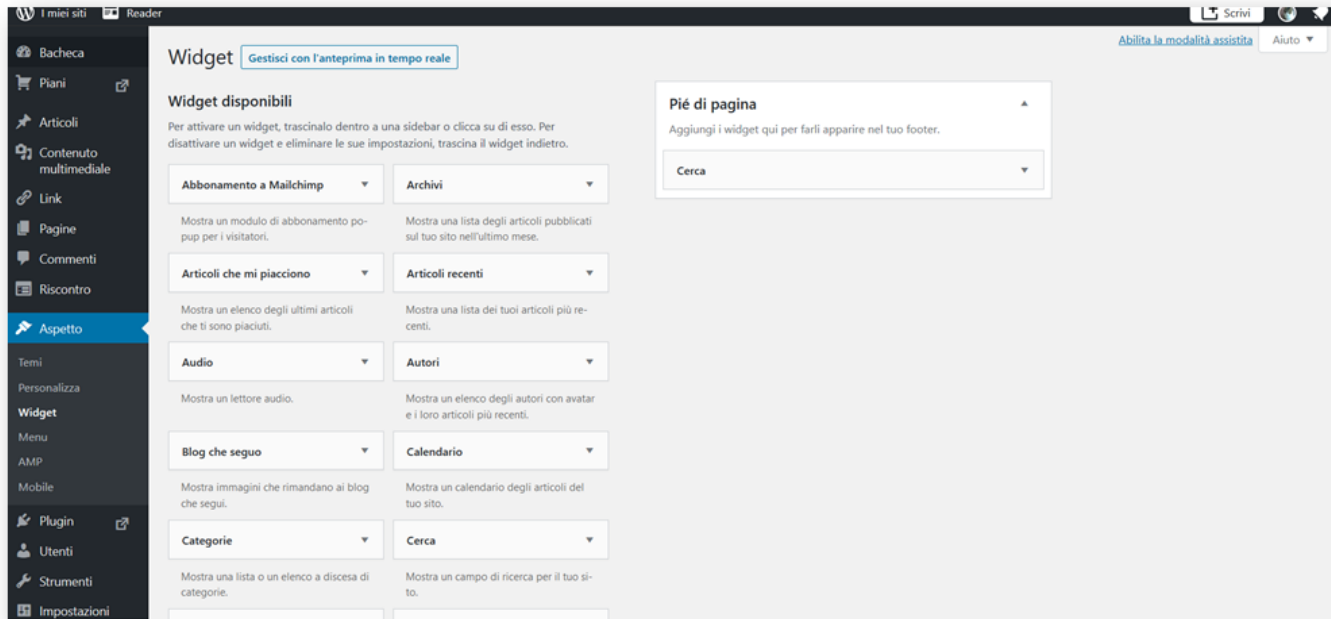 I miei siti
Reader
Scrivi
Bacheca
Piani
Articoli
Contenuto
multimediale
Link
Pagine
Commenti
Riscontro
Aspetto
Temi
Personalizza
Widget
Menu
AMP
Mobile
Plugin
Utenti
Strumenti
Impostazioni
Abilita la modalità assistita
Aiuto
Widget
Gestisci con l'anteprima in tempo reale
Widget disponibili
Per attivare un widget, trascinalo dentro a una sidebar o clicca su di esso. Per
disattivare un widget e eliminare le sue impostazioni, trascina il widget indietro.
Abbonamento a Mailchimp
Mostra un modulo di abbonamento po-
pup per i visitatori.
Archivi
Mostra una lista degli articoli pubblicati
sul tuo sito nell'ultimo mese.
Articoli che mi piacciono
Mostra un elenco degli ultimi articoli
che ti sono piaciuti.
Articoli recenti
Mostra una lista dei tuoi articoli più re-
centi.
Audio
Mostra un lettore audio.
Autori
Mostra un elenco degli autori con avatar
e i loro articoli più recenti.
Blog che seguo
Mostra immagini che rimandano ai blog
che segui.
Calendario
Mostra un calendario degli articoli del
tuo sito.
Categorie
Mostra una lista o un elenco a discesa di
categorie.
Cerca
Mostra un campo di ricerca per il tuo si-
to.
Pié di pagina
Aggiungi i widget qui per farli apparire nel tuo footer.
Cerca